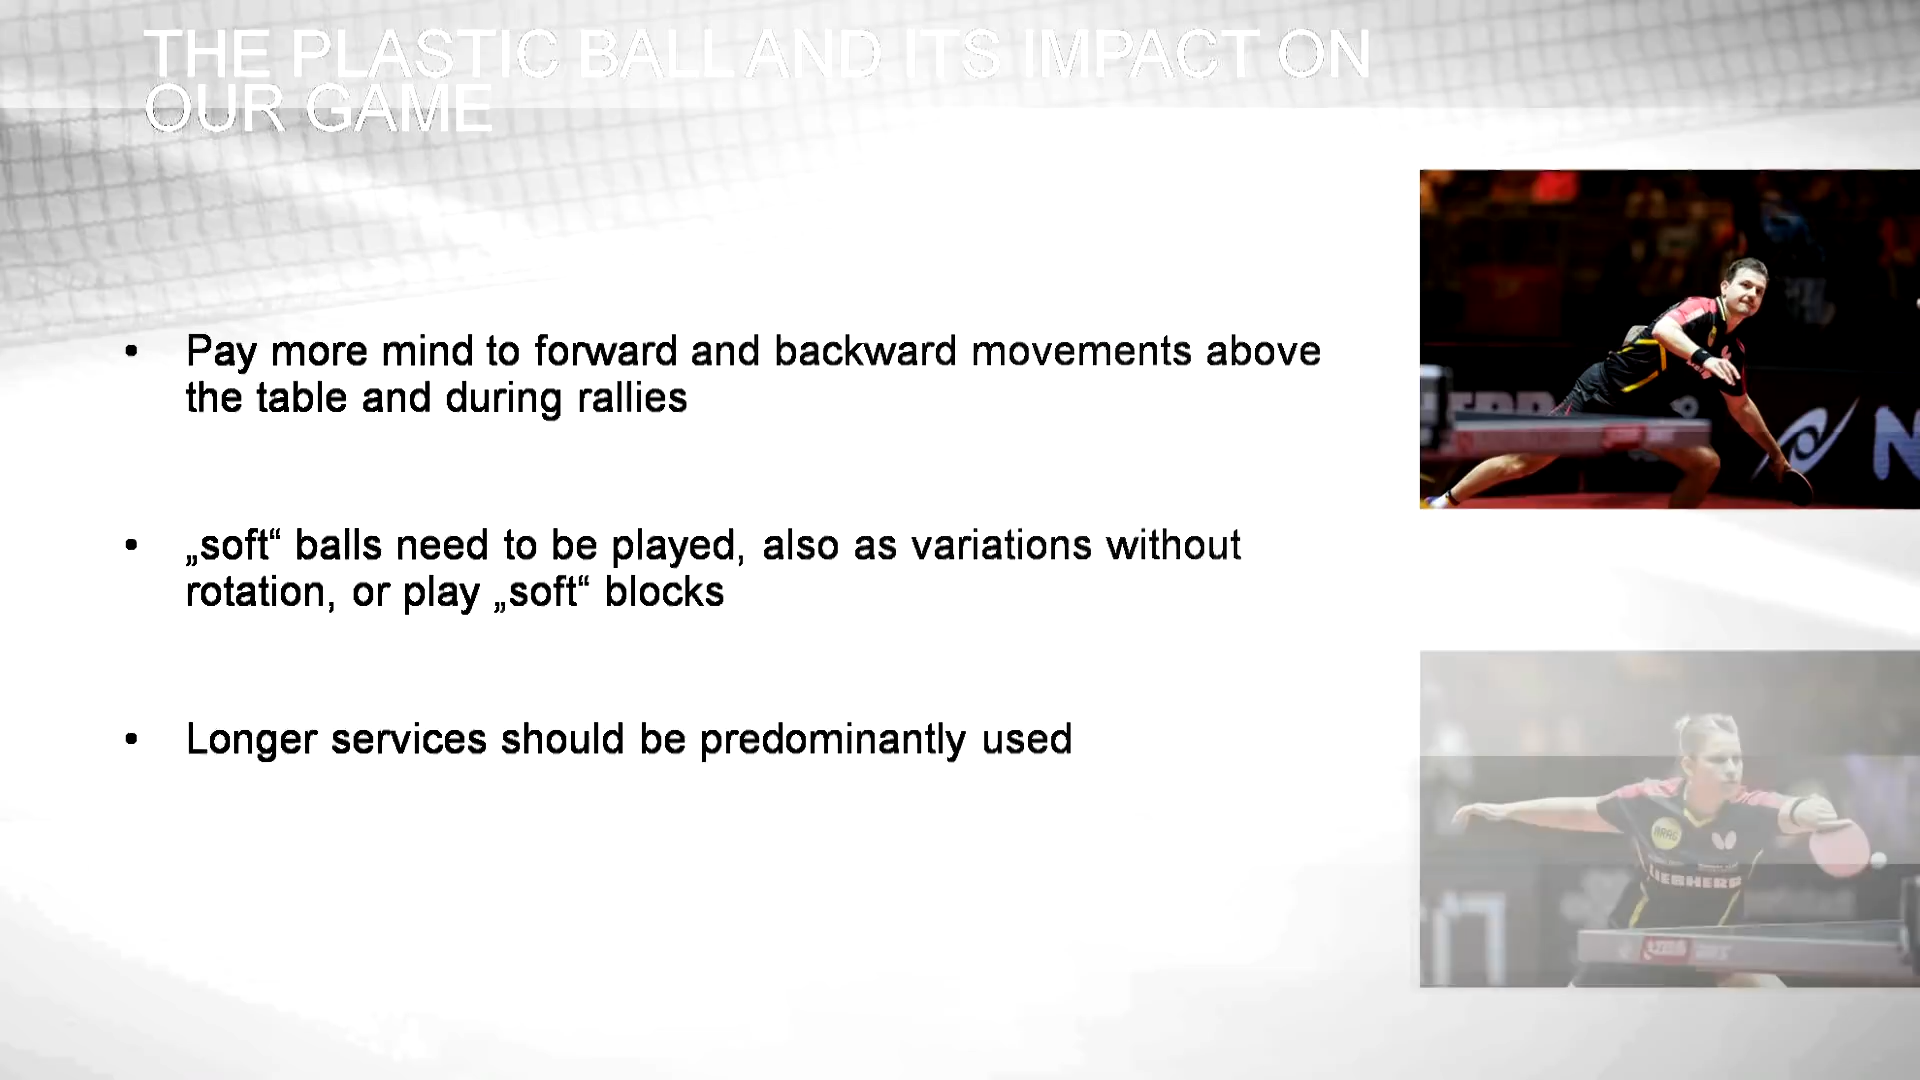 THE PLASTIC BALL AND ITS IMPACT ON
OUR GAME
• Pay more mind to forward and backward movements above
the table and during rallies
• „soft“ balls need to be played, also as variations without
rotation, or play „soft“ blocks
• Longer services should be predominantly used
ARAG
LIEBHERR